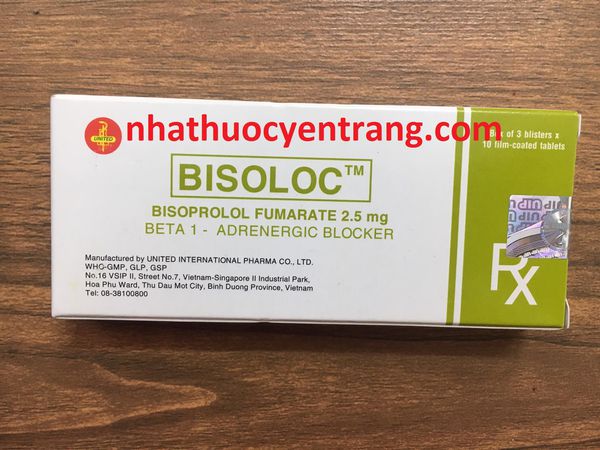 nhathuocyentrang.com
UNITED
Box of 3 blisters x
10 film-coated tablets
BISOLOC™
BISOPROLOL FUMARATE 2.5 mg
BETA 1 - ADRENERGIC BLOCKER
Manufactured by UNITED INTERNATIONAL PHARMA CO., LTD.
WHO-GMP, GLP, GSP
No.16 VSIP II, Street No.7, Vietnam-Singapore II Industrial Park,
Hoa Phu Ward, Thu Dau Mot City, Binh Duong Province, Vietnam
Tel: 08-38100800
Rx